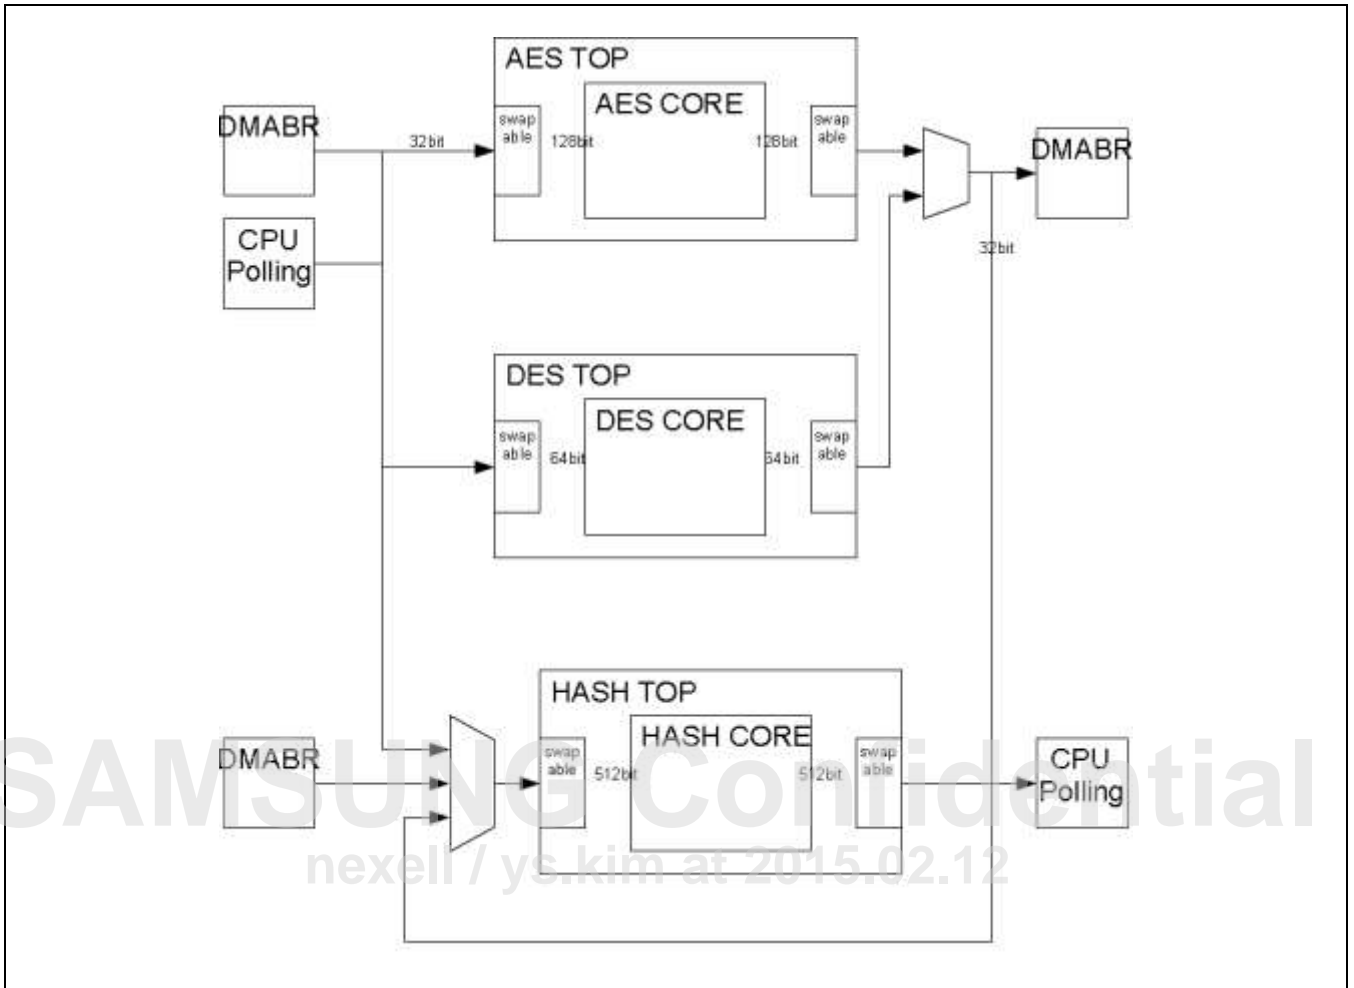 AES TOP
AES CORE
DMABR
32bit
swap
able
128bit
128bit
swap
able
DMABR
CPU
Polling
32bit
DES TOP
DES CORE
swap
able
64bit
64bit
swap
able
HASH TOP
HASH CORE
DMABR
swap
able
512bit
512bit
swap
able
CPU
Polling
SAMSUNG Confidential
nexell / ys.kim at 2015.02.12